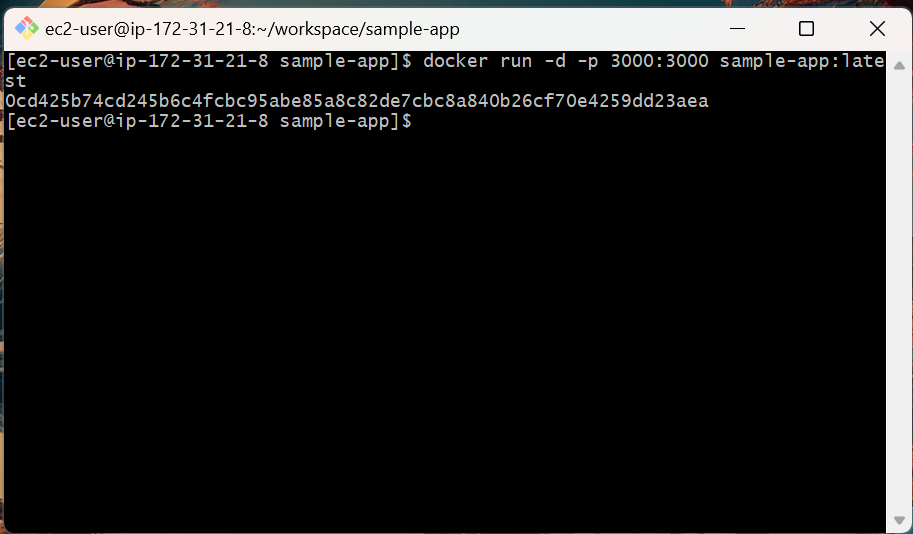 ec2-user@ip-172-31-21-8:~/workspace/sample-app
[ec2-user@ip-172-31-21-8 sample-app]$ docker run -d -p 3000:3000 sample-app:late
st
0cd425b74cd245b6c4fcbc95abe85a8c82de7cbc8a840b26cf70e4259dd23aea
[ec2-user@ip-172-31-21-8 sample-app]$